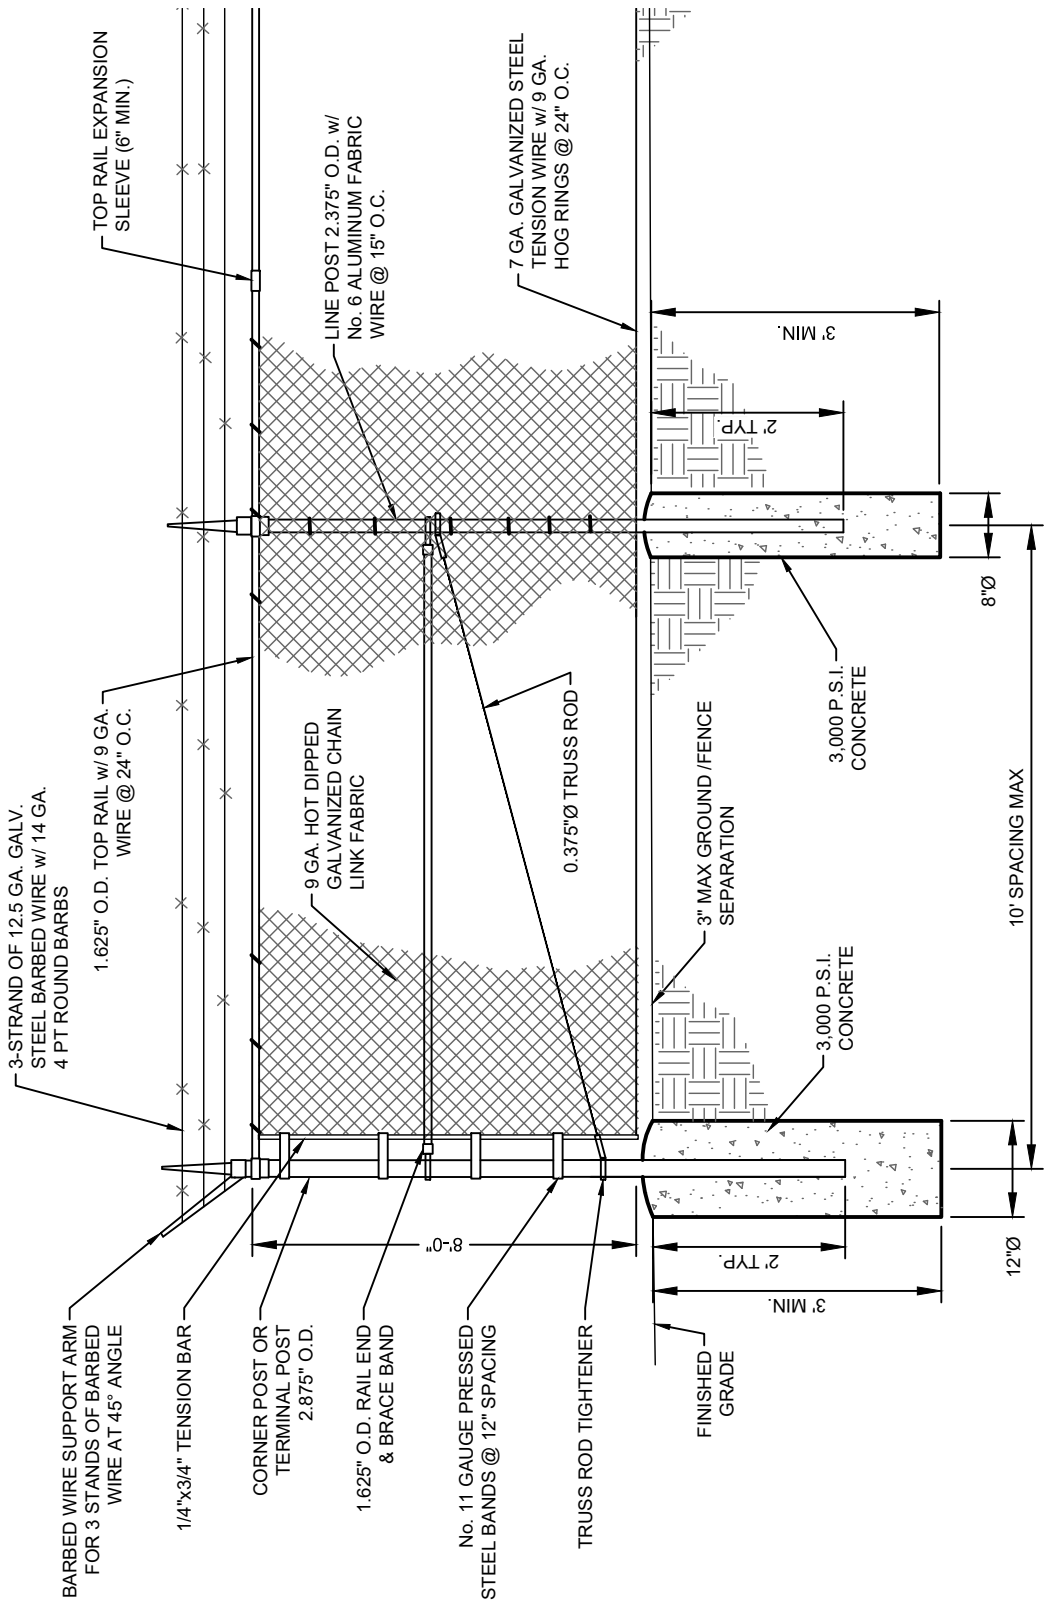 BARBED WIRE SUPPORT ARM
FOR 3 STANDS OF BARBED
WIRE AT 45° ANGLE
1/4"x3/4" TENSION BAR
CORNER POST OR
TERMINAL POST
2.875" O.D.
1.625" O.D. RAIL END
& BRACE BAND
No. 11 GAUGE PRESSED
STEEL BANDS @ 12" SPACING
TRUSS ROD TIGHTENER
FINISHED
GRADE
3-STRAND OF 12.5 GA. GALV.
STEEL BARBED WIRE w/ 14 GA.
4 PT ROUND BARBS
1.625" O.D. TOP RAIL w/ 9 GA.
WIRE @ 24" O.C.
9 GA. HOT DIPPED
GALVANIZED CHAIN
LINK FABRIC
0.375"Ø TRUSS ROD
3" MAX GROUND /FENCE
SEPARATION
3,000 P.S.I.
CONCRETE
3,000 P.S.I.
CONCRETE
TOP RAIL EXPANSION
SLEEVE (6" MIN.)
LINE POST 2.375" O.D. w/
No. 6 ALUMINUM FABRIC
WIRE @ 15" O.C.
7 GA. GALVANIZED STEEL
TENSION WIRE w/ 9 GA.
HOG RINGS @ 24" O.C.
8'-0"
2' TYP.
3' MIN.
12"Ø
10' SPACING MAX
8"Ø
2' TYP.
3' MIN.